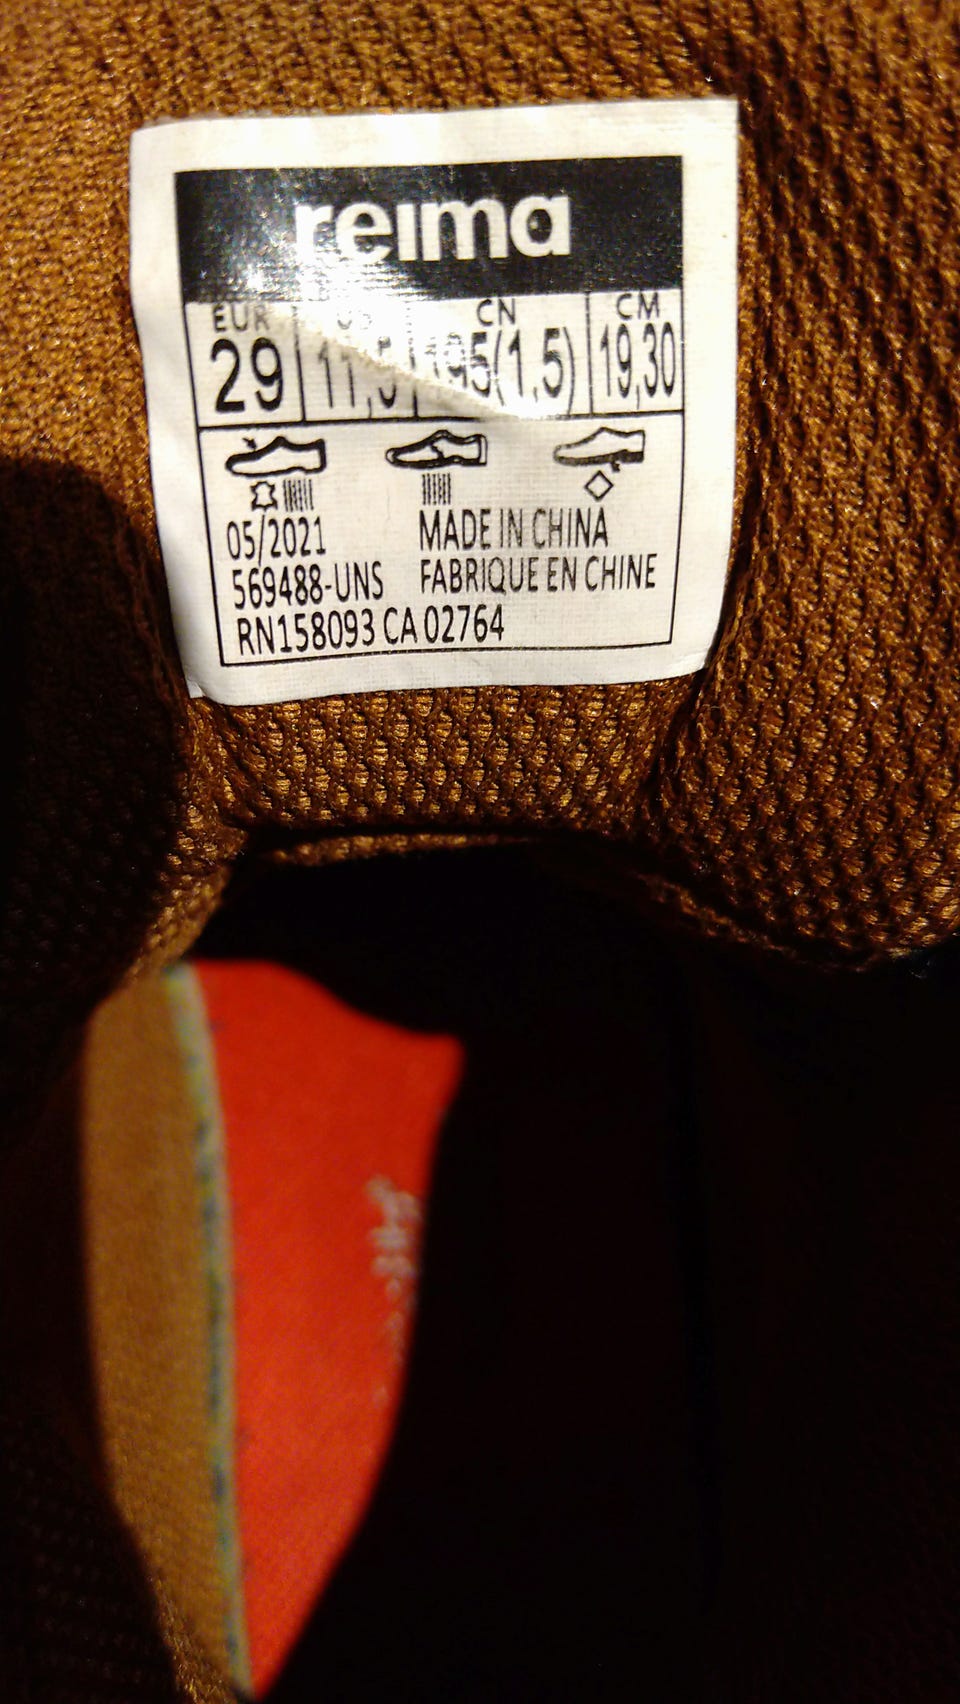 reima
EUR US CN CM
29 11,5 195(1,5) 19,30
05/2021 MADE IN CHINA
569488-UNS FABRIQUE EN CHINE
RN158093 CA 02764